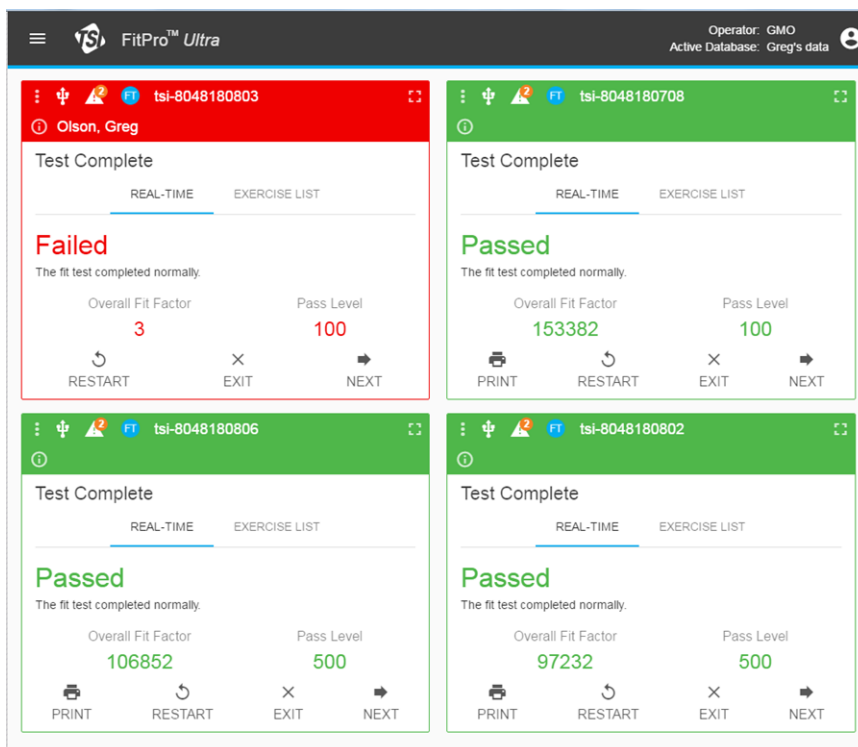 TSI FitPro™ Ultra
Operator: GMO
Active Database: Greg's data
2 FT tsi-8048180803
Olson, Greg
Test Complete
REAL-TIME EXERCISE LIST
Failed
The fit test completed normally.
Overall Fit Factor Pass Level
3 100
RESTART EXIT NEXT
2 FT tsi-8048180708
Test Complete
REAL-TIME EXERCISE LIST
Passed
The fit test completed normally.
Overall Fit Factor Pass Level
153382 100
PRINT RESTART EXIT NEXT
2 FT tsi-8048180806
Test Complete
REAL-TIME EXERCISE LIST
Passed
The fit test completed normally.
Overall Fit Factor Pass Level
106852 500
PRINT RESTART EXIT NEXT
2 FT tsi-8048180802
Test Complete
REAL-TIME EXERCISE LIST
Passed
The fit test completed normally.
Overall Fit Factor Pass Level
97232 500
PRINT RESTART EXIT NEXT